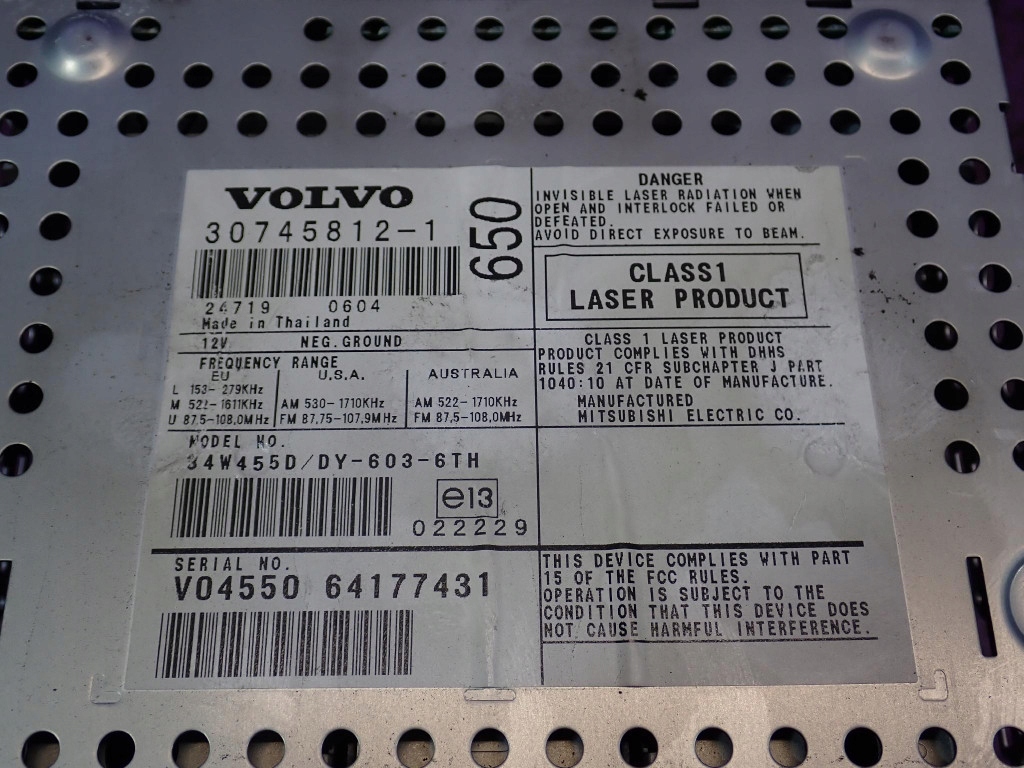 VOLVO
30745812-1
650
24719 0604
Made in Thailand
12V NEG. GROUND
FREQUENCY RANGE
EU
L 153-279KHz
M 522-1611KHz
U 87.5-108.0MHz
U.S.A.
AM 530-1710KHz
FM 87.75-107.9MHz
AUSTRALIA
AM 522-1710KHz
FM 87.5-108.0MHz
MODEL NO.
34W455D/DY-603-6TH
e13
022229
SERIAL NO.
V04550 64177431
DANGER
INVISIBLE LASER RADIATION WHEN
OPEN AND INTERLOCK FAILED OR
DEFEATED.
AVOID DIRECT EXPOSURE TO BEAM.
CLASS1
LASER PRODUCT
CLASS 1 LASER PRODUCT
PRODUCT COMPLIES WITH DHHS
RULES 21 CFR SUBCHAPTER J PART
1040:10 AT DATE OF MANUFACTURE.
MANUFACTURED
MITSUBISHI ELECTRIC CO.
THIS DEVICE COMPLIES WITH PART
15 OF THE FCC RULES.
OPERATION IS SUBJECT TO THE
CONDITION THAT THIS DEVICE DOES
NOT CAUSE HARMFUL INTERFERENCE.